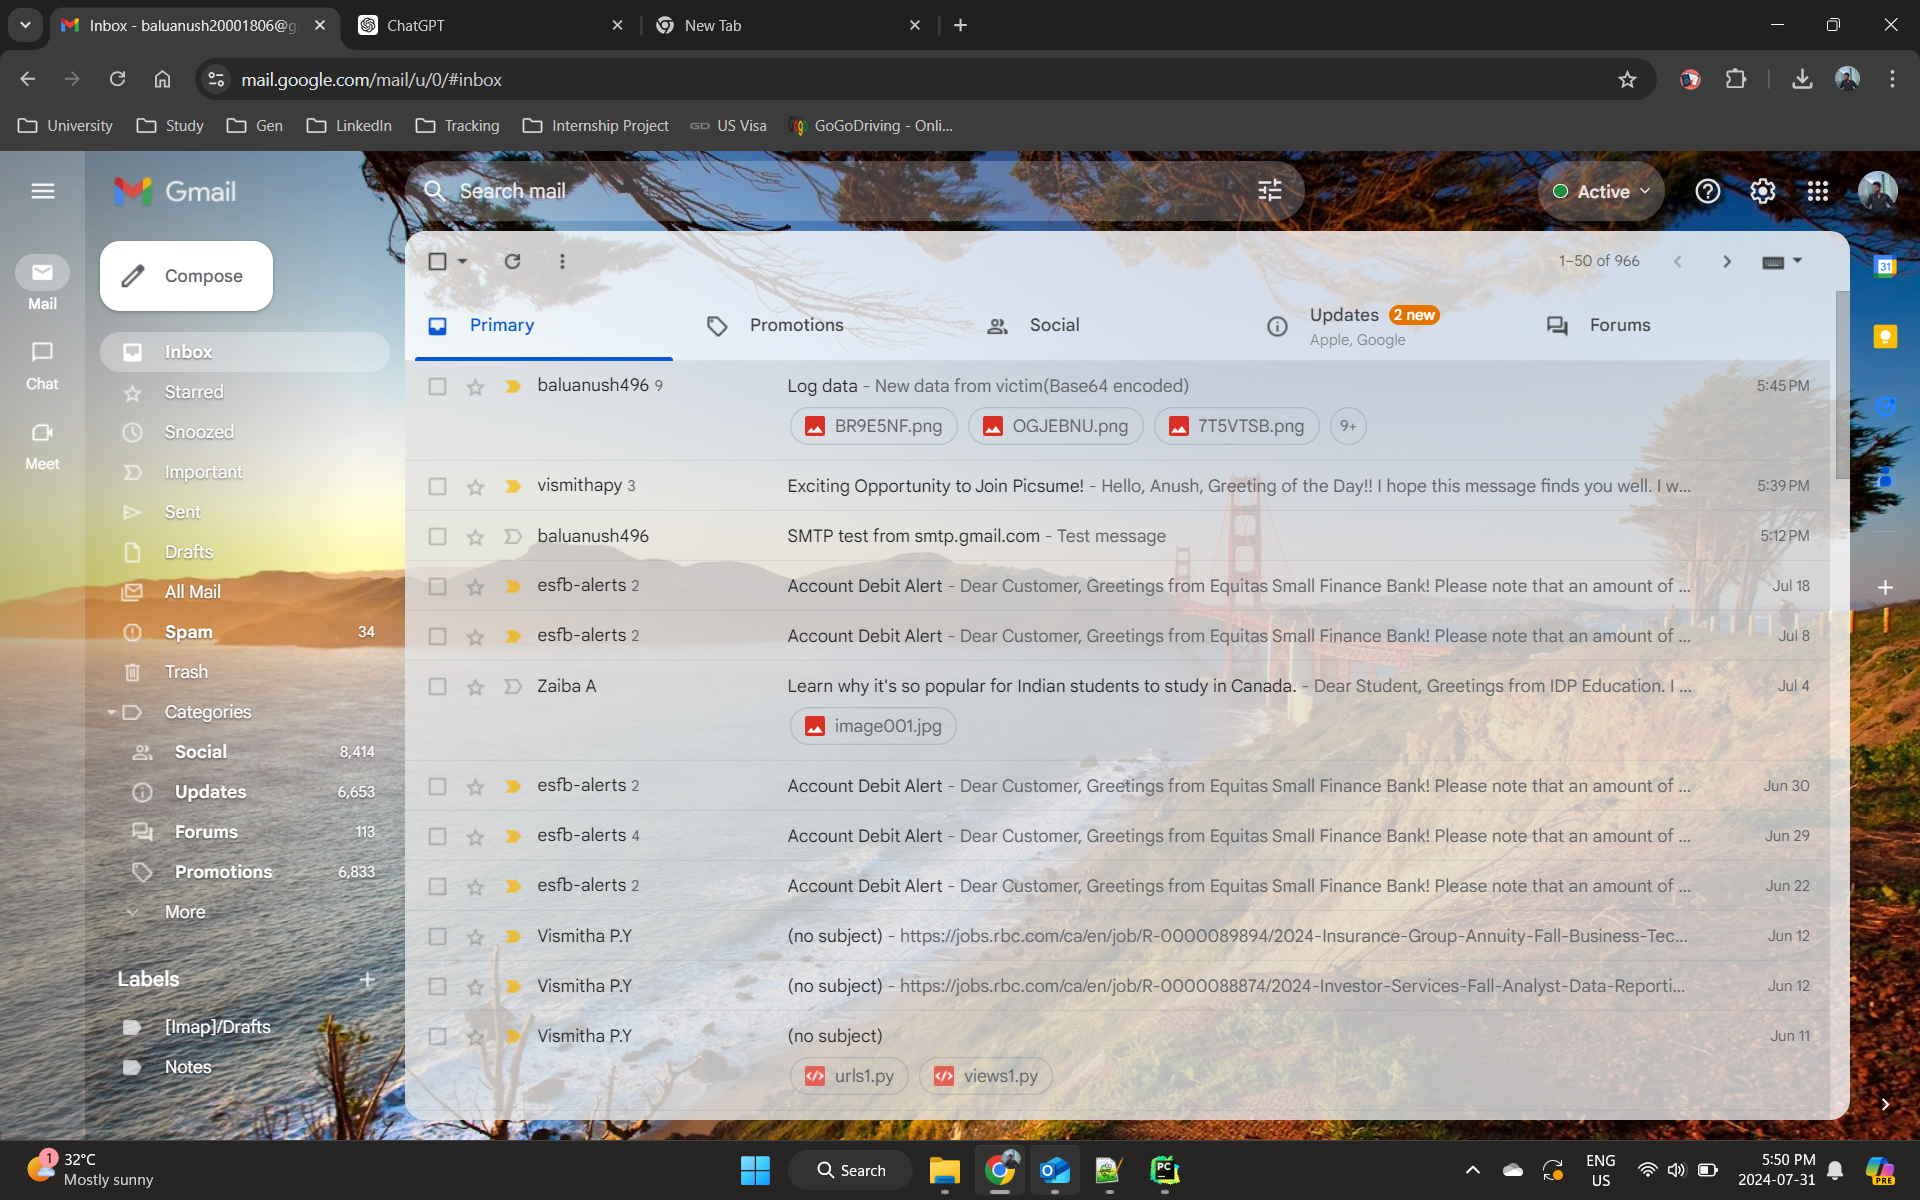 Inbox - baluanush20001806@g
ChatGPT
New Tab
mail.google.com/mail/u/0/#inbox
University
Study
Gen
LinkedIn
Tracking
Internship Project
GD US Visa
GoGoDriving - Onli...
Gmail
Search mail
Active
Compose
1–50 of 966
31
Mail
Chat
Meet
Inbox
Starred
Snoozed
Important
Sent
Drafts
All Mail
Spam 34
Trash
Categories
Social 8,414
Updates 6,653
Forums 113
Promotions 6,833
More
Labels
[Imap]/Drafts
Notes
Primary
Promotions
Social
Updates 2 new
Apple, Google
Forums
baluanush496 9 Log data - New data from victim(Base64 encoded) 5:45 PM
BR9E5NF.png OGJEBNU.png 7T5VTSB.png 9+
vismithapy 3 Exciting Opportunity to Join Picsume! - Hello, Anush, Greeting of the Day!! I hope this message finds you well. I w... 5:39 PM
baluanush496 SMTP test from smtp.gmail.com - Test message 5:12 PM
esfb-alerts 2 Account Debit Alert - Dear Customer, Greetings from Equitas Small Finance Bank! Please note that an amount of ... Jul 18
esfb-alerts 2 Account Debit Alert - Dear Customer, Greetings from Equitas Small Finance Bank! Please note that an amount of ... Jul 8
Zaiba A Learn why it's so popular for Indian students to study in Canada. - Dear Student, Greetings from IDP Education. I ... Jul 4
image001.jpg
esfb-alerts 2 Account Debit Alert - Dear Customer, Greetings from Equitas Small Finance Bank! Please note that an amount of ... Jun 30
esfb-alerts 4 Account Debit Alert - Dear Customer, Greetings from Equitas Small Finance Bank! Please note that an amount of ... Jun 29
esfb-alerts 2 Account Debit Alert - Dear Customer, Greetings from Equitas Small Finance Bank! Please note that an amount of ... Jun 22
Vismitha P.Y (no subject) - https://jobs.rbc.com/ca/en/job/R-0000089894/2024-Insurance-Group-Annuity-Fall-Business-Tec... Jun 12
Vismitha P.Y (no subject) - https://jobs.rbc.com/ca/en/job/R-0000088874/2024-Investor-Services-Fall-Analyst-Data-Reporti... Jun 12
Vismitha P.Y (no subject) Jun 11
urls1.py views1.py
1
32°C
Mostly sunny
Search
PC
ENG
US
5:50 PM
2024-07-31
PRE